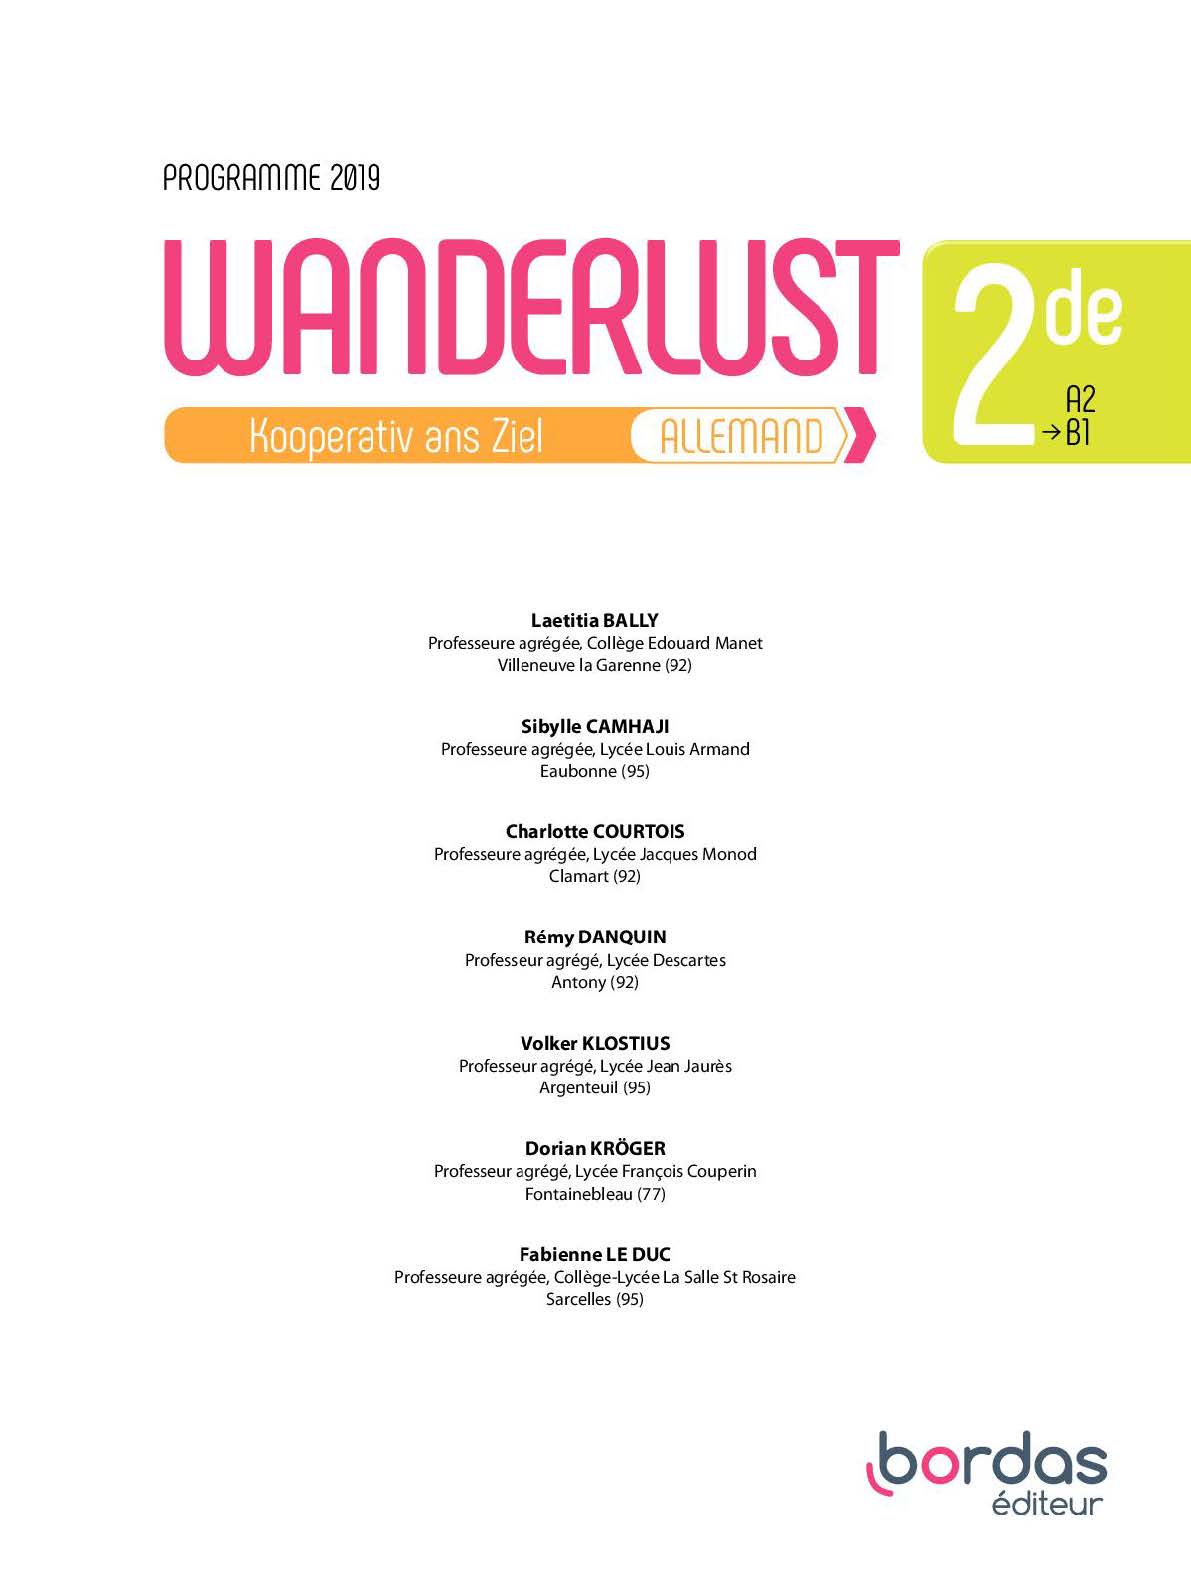 PROGRAMME 2019
WANDERLUST
2de
A2
→ B1
Kooperativ ans Ziel
ALLEMAND
Laetitia BALLY
Professeure agrégée, Collège Edouard Manet
Villeneuve la Garenne (92)
Sibylle CAMHAJI
Professeure agrégée, Lycée Louis Armand
Eaubonne (95)
Charlotte COURTOIS
Professeure agrégée, Lycée Jacques Monod
Clamart (92)
Rémy DANQUIN
Professeur agrégé, Lycée Descartes
Antony (92)
Volker KLOSTIUS
Professeur agrégé, Lycée Jean Jaurès
Argenteuil (95)
Dorian KRÖGER
Professeur agrégé, Lycée François Couperin
Fontainebleau (77)
Fabienne LE DUC
Professeure agrégée, Collège-Lycée La Salle St Rosaire
Sarcelles (95)
bordas
éditeur